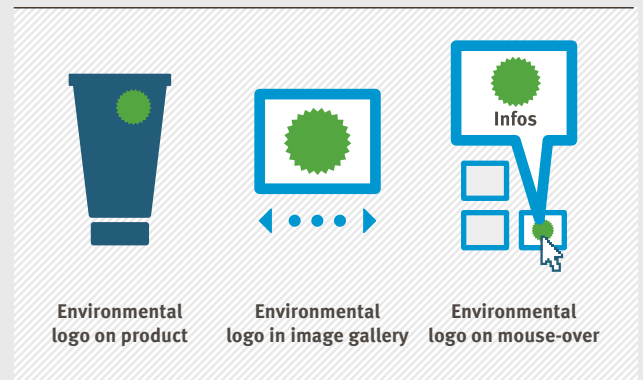 Infos
Environmental
logo on product
Environmental
logo in image gallery
Environmental
logo on mouse-over